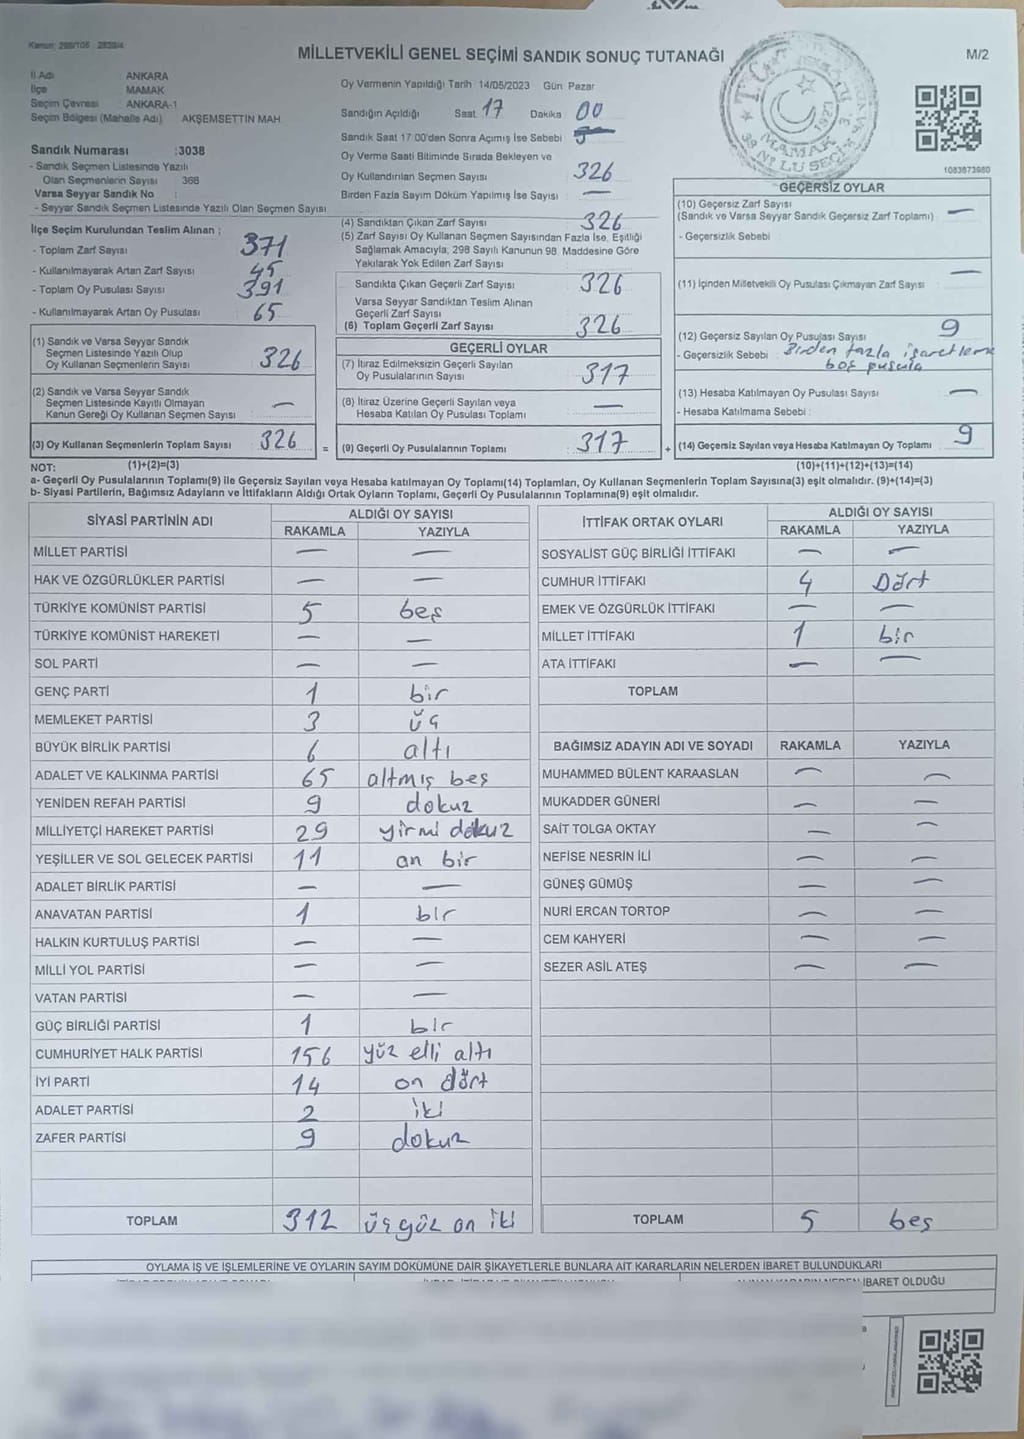 Kanun: 298/106 2839/4
MİLLETVEKİLİ GENEL SEÇİMİ SANDIK SONUÇ TUTANAĞI
M/2
İl Adı ANKARA
İlçe MAMAK
Seçim Çevresi ANKARA-1
Seçim Bölgesi (Mahalle Adı) AKŞEMSETTİN MAH
Sandık Numarası :3038
- Sandık Seçmen Listesinde Yazılı
Olan Seçmenlerin Sayısı 368
Varsa Seyyar Sandık No :
- Seyyar Sandık Seçmen Listesinde Yazılı Olan Seçmen Sayısı
İlçe Seçim Kurulundan Teslim Alınan ;
- Toplam Zarf Sayısı 371
- Kullanılmayarak Artan Zarf Sayısı 45
- Toplam Oy Pusulası Sayısı 391
- Kullanılmayarak Artan Oy Pusulası 65
(1) Sandık ve Varsa Seyyar Sandık
Seçmen Listesinde Yazılı Olup
Oy Kullanan Seçmenlerin Sayısı 326
(2) Sandık ve Varsa Seyyar Sandık
Seçmen Listesinde Kayıtlı Olmayan
Kanun Gereği Oy Kullanan Seçmen Sayısı —
(3) Oy Kullanan Seçmenlerin Toplam Sayısı 326 =
Oy Vermenin Yapıldığı Tarih 14/05/2023 Gün Pazar
Sandığın Açıldığı Saat 17 Dakika 00
Sandık Saat 17:00'den Sonra Açımış İse Sebebi
Oy Verme Saati Bitiminde Sırada Bekleyen ve
Oy Kullandırılan Seçmen Sayısı 326
Birden Fazla Sayım Döküm Yapılmış İse Sayısı —
(4) Sandıktan Çıkan Zarf Sayısı 326
(5) Zarf Sayısı Oy Kullanan Seçmen Sayısından Fazla İse, Eşitliği
Sağlamak Amacıyla, 298 Sayılı Kanunun 98. Maddesine Göre
Yakılarak Yok Edilen Zarf Sayısı
Sandıkta Çıkan Geçerli Zarf Sayısı 326
Varsa Seyyar Sandıktan Teslim Alınan
Geçerli Zarf Sayısı
(6) Toplam Geçerli Zarf Sayısı 326
GEÇERLİ OYLAR
(7) İtiraz Edilmeksizin Geçerli Sayılan
Oy Pusulalarının Sayısı 317
(8) İtiraz Üzerine Geçerli Sayılan veya
Hesaba Katılan Oy Pusulası Toplamı —
(9) Geçerli Oy Pusulalarının Toplamı 317 +
1083673980
GEÇERSİZ OYLAR
(10) Geçersiz Zarf Sayısı
(Sandık ve Varsa Seyyar Sandık Geçersiz Zarf Toplamı) —
- Geçersizlik Sebebi
(11) İçinden Milletvekili Oy Pusulası Çıkmayan Zarf Sayısı —
(12) Geçersiz Sayılan Oy Pusulası Sayısı 9
- Geçersizlik Sebebi : Birden fazla işaretleme
boş pusula
(13) Hesaba Katılmayan Oy Pusulası Sayısı —
- Hesaba Katılmama Sebebi :
(14) Geçersiz Sayılan veya Hesaba Katılmayan Oy Toplamı 9
NOT: (1)+(2)=(3) (10)+(11)+(12)+(13)=(14)
a- Geçerli Oy Pusulalarının Toplamı(9) ile Geçersiz Sayılan veya Hesaba katılmayan Oy Toplamı(14) Toplamları, Oy Kullanan Seçmenlerin Toplam Sayısına(3) eşit olmalıdır. (9)+(14)=(3)
b- Siyasi Partilerin, Bağımsız Adayların ve İttifakların Aldığı Ortak Oyların Toplamı, Geçerli Oy Pusulalarının Toplamına(9) eşit olmalıdır.
SİYASİ PARTİNİN ADI ALDIĞI OY SAYISI
RAKAMLA YAZIYLA
MİLLET PARTİSİ — —
HAK VE ÖZGÜRLÜKLER PARTİSİ — —
TÜRKİYE KOMÜNİST PARTİSİ 5 beş
TÜRKİYE KOMÜNİST HAREKETİ — —
SOL PARTİ — —
GENÇ PARTİ 1 bir
MEMLEKET PARTİSİ 3 üç
BÜYÜK BİRLİK PARTİSİ 6 altı
ADALET VE KALKINMA PARTİSİ 65 altmış beş
YENİDEN REFAH PARTİSİ 9 dokuz
MİLLİYETÇİ HAREKET PARTİSİ 29 yirmi dokuz
YEŞİLLER VE SOL GELECEK PARTİSİ 11 on bir
ADALET BİRLİK PARTİSİ — —
ANAVATAN PARTİSİ 1 bir
HALKIN KURTULUŞ PARTİSİ — —
MİLLİ YOL PARTİSİ — —
VATAN PARTİSİ — —
GÜÇ BİRLİĞİ PARTİSİ 1 bir
CUMHURİYET HALK PARTİSİ 156 yüz elli altı
İYİ PARTİ 14 on dört
ADALET PARTİSİ 2 iki
ZAFER PARTİSİ 9 dokuz
TOPLAM 312 üç yüz on iki
İTTİFAK ORTAK OYLARI ALDIĞI OY SAYISI
RAKAMLA YAZIYLA
SOSYALİST GÜÇ BİRLİĞİ İTTİFAKI — —
CUMHUR İTTİFAKI 4 Dört
EMEK VE ÖZGÜRLÜK İTTİFAKI — —
MİLLET İTTİFAKI 1 bir
ATA İTTİFAKI — —
TOPLAM
BAĞIMSIZ ADAYIN ADI VE SOYADI RAKAMLA YAZIYLA
MUHAMMED BÜLENT KARAASLAN — —
MUKADDER GÜNERİ — —
SAİT TOLGA OKTAY — —
NEFİSE NESRİN İLİ — —
GÜNEŞ GÜMÜŞ — —
NURİ ERCAN TORTOP — —
CEM KAHYERİ — —
SEZER ASİL ATEŞ — —
TOPLAM 5 beş
OYLAMA İŞ VE İŞLEMLERİNE VE OYLARIN SAYIM DÖKÜMÜNE DAİR ŞİKAYETLERLE BUNLARA AİT KARARLARIN NELERDEN İBARET BULUNDUKLARI
İBARET OLDUĞU